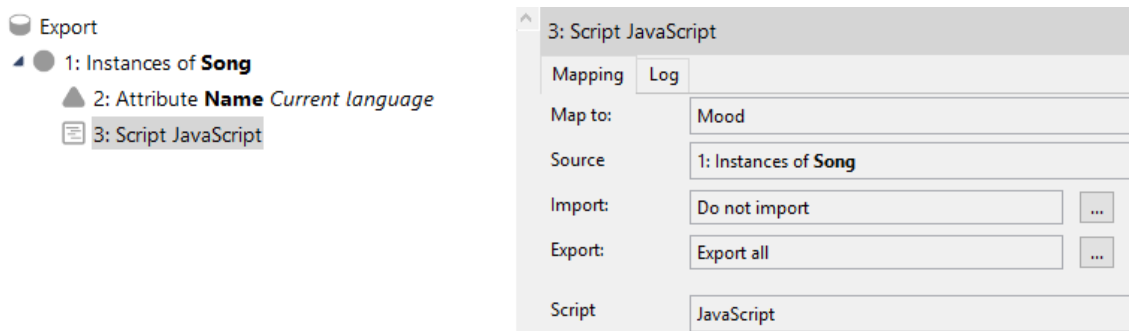 Export
1: Instances of Song
2: Attribute Name Current language
3: Script JavaScript
3: Script JavaScript
Mapping Log
Map to: Mood
Source 1: Instances of Song
Import: Do not import ...
Export: Export all ...
Script JavaScript